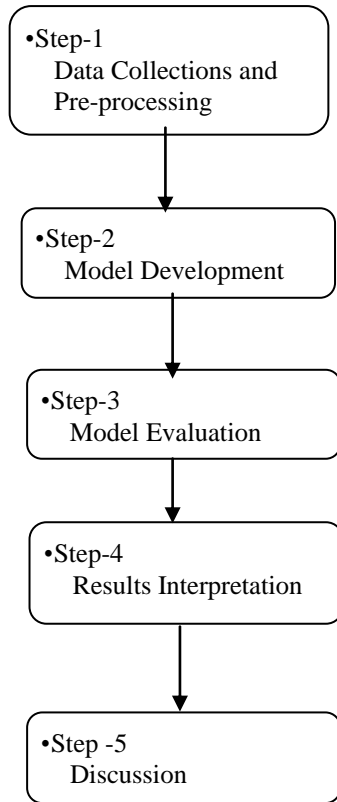 •Step-1
Data Collections and
Pre-processing
•Step-2
Model Development
•Step-3
Model Evaluation
•Step-4
Results Interpretation
•Step -5
Discussion